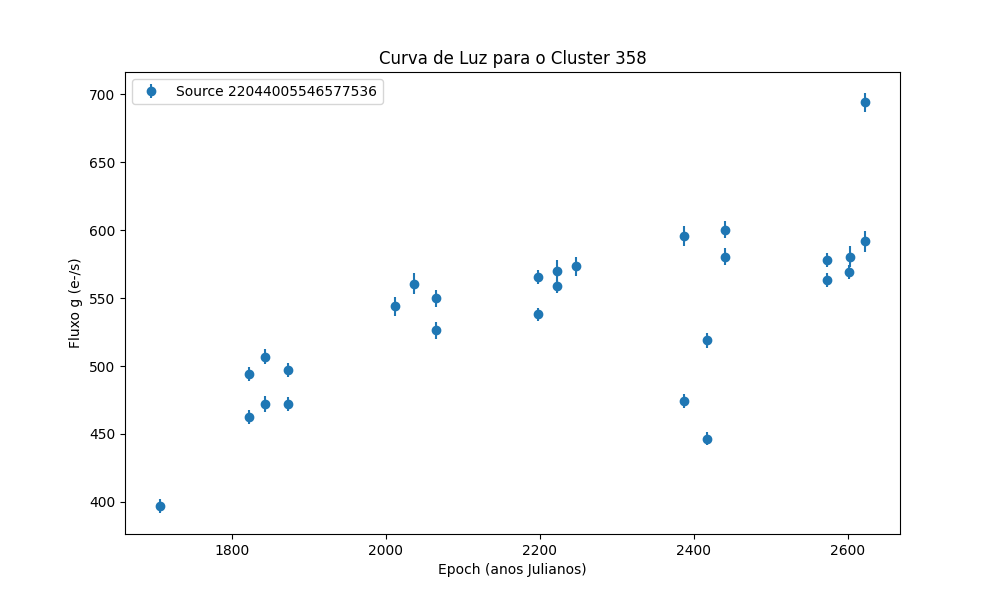 Curva de Luz para o Cluster 358
Source 22044005546577536
700
650
600
550
500
450
400
Fluxo g (e-/s)
1800 2000 2200 2400 2600
Epoch (anos Julianos)